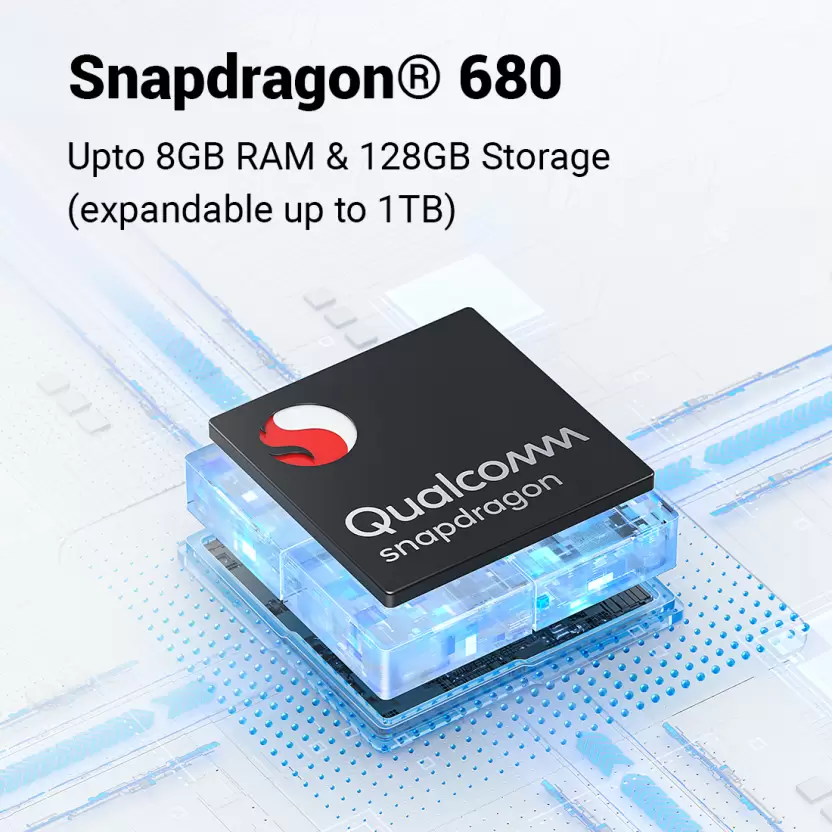 Snapdragon® 680
Upto 8GB RAM & 128GB Storage
(expandable up to 1TB)
Qualcomm
snapdragon